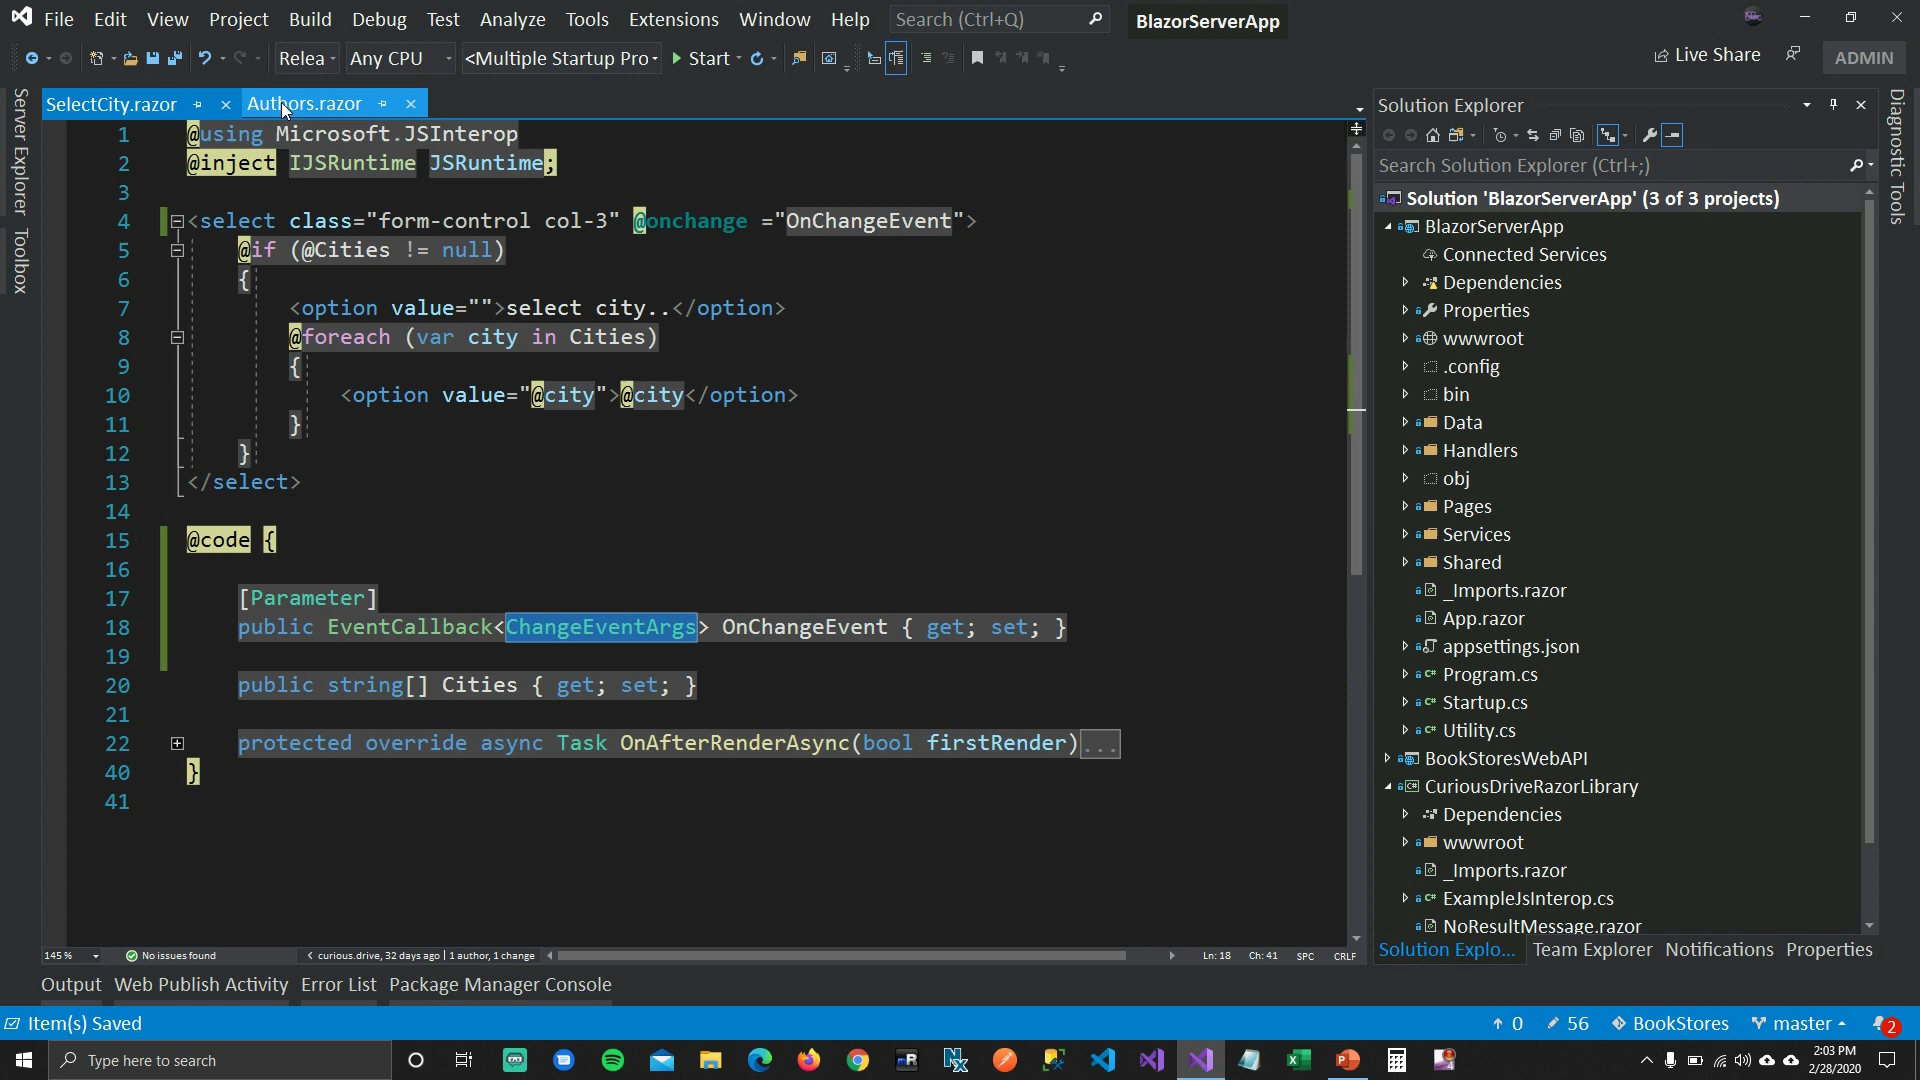 File Edit View Project Build Debug Test Analyze Tools Extensions Window Help Search (Ctrl+Q) BlazorServerApp
Relea Any CPU <Multiple Startup Pro Start Live Share ADMIN
Server Explorer
Toolbox
SelectCity.razor Authors.razor
1 @using Microsoft.JSInterop
2 @inject IJSRuntime JSRuntime;
3
4 <select class="form-control col-3" @onchange ="OnChangeEvent">
5 @if (@Cities != null)
6 {
7 <option value="">select city..</option>
8 @foreach (var city in Cities)
9 {
10 <option value="@city">@city</option>
11 }
12 }
13 </select>
14
15 @code {
16
17 [Parameter]
18 public EventCallback<ChangeEventArgs> OnChangeEvent { get; set; }
19
20 public string[] Cities { get; set; }
21
22 protected override async Task OnAfterRenderAsync(bool firstRender)...
40 }
41
145 % No issues found curious.drive, 32 days ago | 1 author, 1 change Ln: 18 Ch: 41 SPC CRLF
Solution Explorer
Search Solution Explorer (Ctrl+;)
Solution 'BlazorServerApp' (3 of 3 projects)
BlazorServerApp
Connected Services
Dependencies
Properties
wwwroot
.config
bin
Data
Handlers
obj
Pages
Services
Shared
_Imports.razor
App.razor
appsettings.json
Program.cs
Startup.cs
Utility.cs
BookStoresWebAPI
CuriousDriveRazorLibrary
Dependencies
wwwroot
_Imports.razor
ExampleJsInterop.cs
NoResultMessage.razor
Solution Explo... Team Explorer Notifications Properties
Diagnostic Tools
Output Web Publish Activity Error List Package Manager Console
Item(s) Saved 0 56 BookStores master 2
Type here to search 2:03 PM
2/28/2020